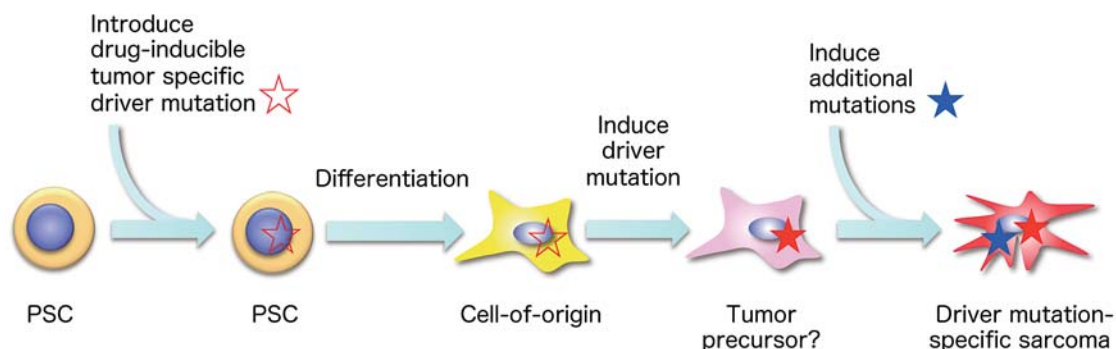 Introduce
drug-inducible
tumor specific
driver mutation
Differentiation
Induce
driver
mutation
Induce
additional
mutations
PSC
PSC
Cell-of-origin
Tumor
precursor?
Driver mutation-
specific sarcoma